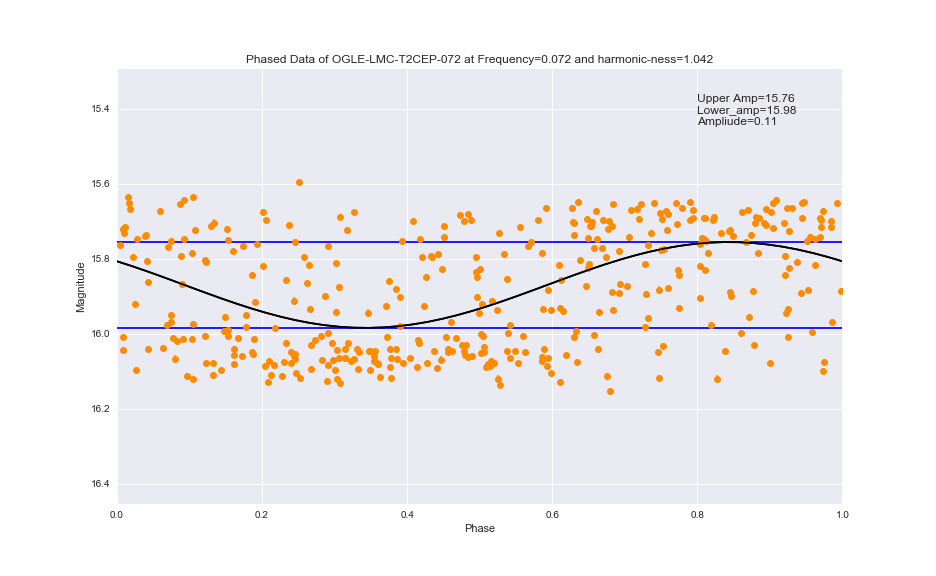 Phased Data of OGLE-LMC-T2CEP-072 at Frequency=0.072 and harmonic-ness=1.042
Upper Amp=15.76
Lower_amp=15.98
Ampliude=0.11
Magnitude
15.4
15.6
15.8
16.0
16.2
16.4
0.0 0.2 0.4 0.6 0.8 1.0
Phase